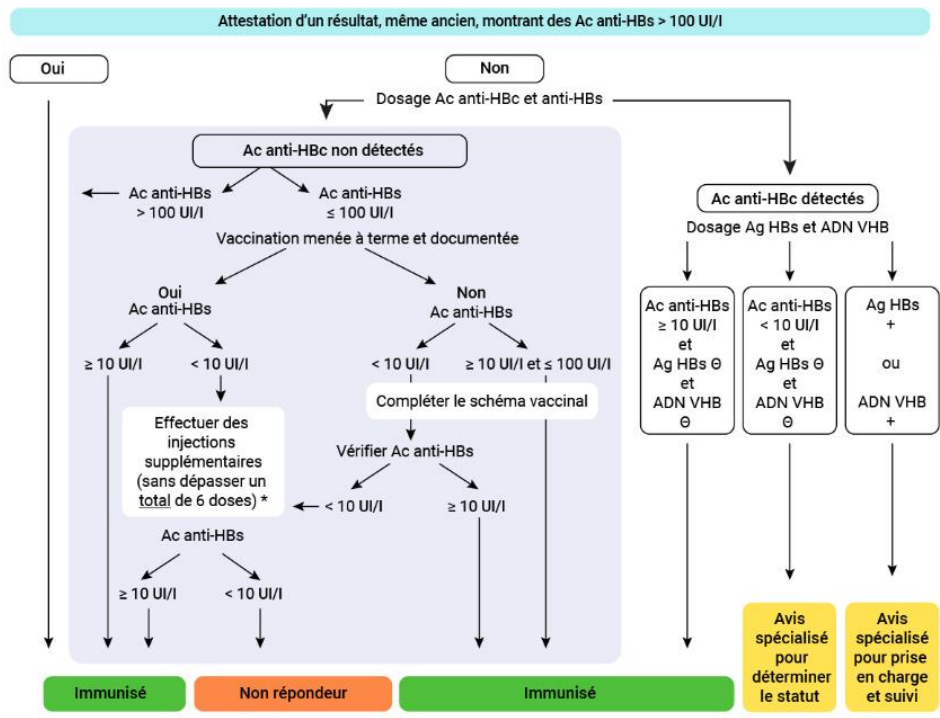 Attestation d’un résultat, même ancien, montrant des Ac anti-HBs > 100 UI/l
Oui
Non
Dosage Ac anti-HBc et anti-HBs
Ac anti-HBc non détectés
Ac anti-HBs
> 100 UI/l
Ac anti-HBs
≤ 100 UI/l
Vaccination menée à terme et documentée
Oui
Ac anti-HBs
Non
Ac anti-HBs
≥ 10 UI/l
< 10 UI/l
< 10 UI/l
≥ 10 UI/l et ≤ 100 UI/l
Effectuer des
injections
supplémentaires
(sans dépasser un
total de 6 doses) *
Compléter le schéma vaccinal
Vérifier Ac anti-HBs
< 10 UI/l
≥ 10 UI/l
Ac anti-HBs
≥ 10 UI/l
< 10 UI/l
Ac anti-HBc détectés
Dosage Ag HBs et ADN VHB
Ac anti-HBs
≥ 10 UI/l
et
Ag HBs Θ
et
ADN VHB
Θ
Ac anti-HBs
< 10 UI/l
et
Ag HBs Θ
et
ADN VHB
Θ
Ag HBs
+
ou
ADN VHB
+
Immunisé
Non répondeur
Immunisé
Avis
spécialisé
pour
déterminer
le statut
Avis
spécialisé
pour prise
en charge
et suivi